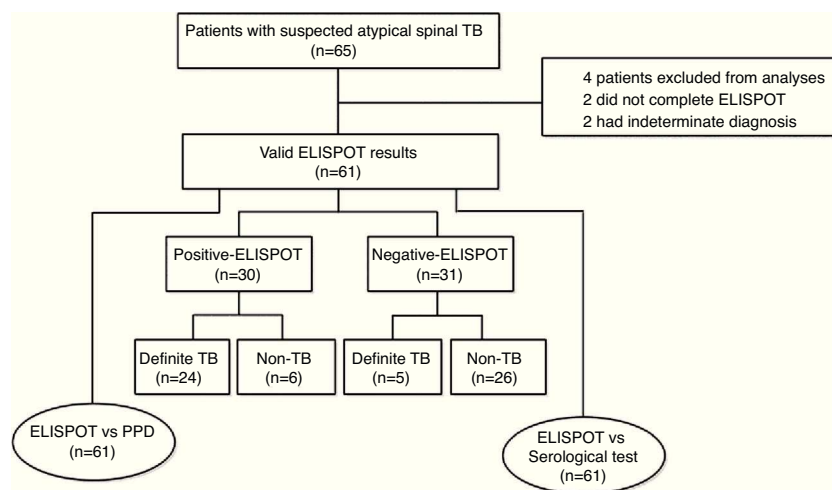 Patients with suspected atypical spinal TB
(n=65)
4 patients excluded from analyses
2 did not complete ELISPOT
2 had indeterminate diagnosis
Valid ELISPOT results
(n=61)
Positive-ELISPOT
(n=30)
Negative-ELISPOT
(n=31)
Definite TB
(n=24)
Non-TB
(n=6)
Definite TB
(n=5)
Non-TB
(n=26)
ELISPOT vs PPD
(n=61)
ELISPOT vs
Serological test
(n=61)